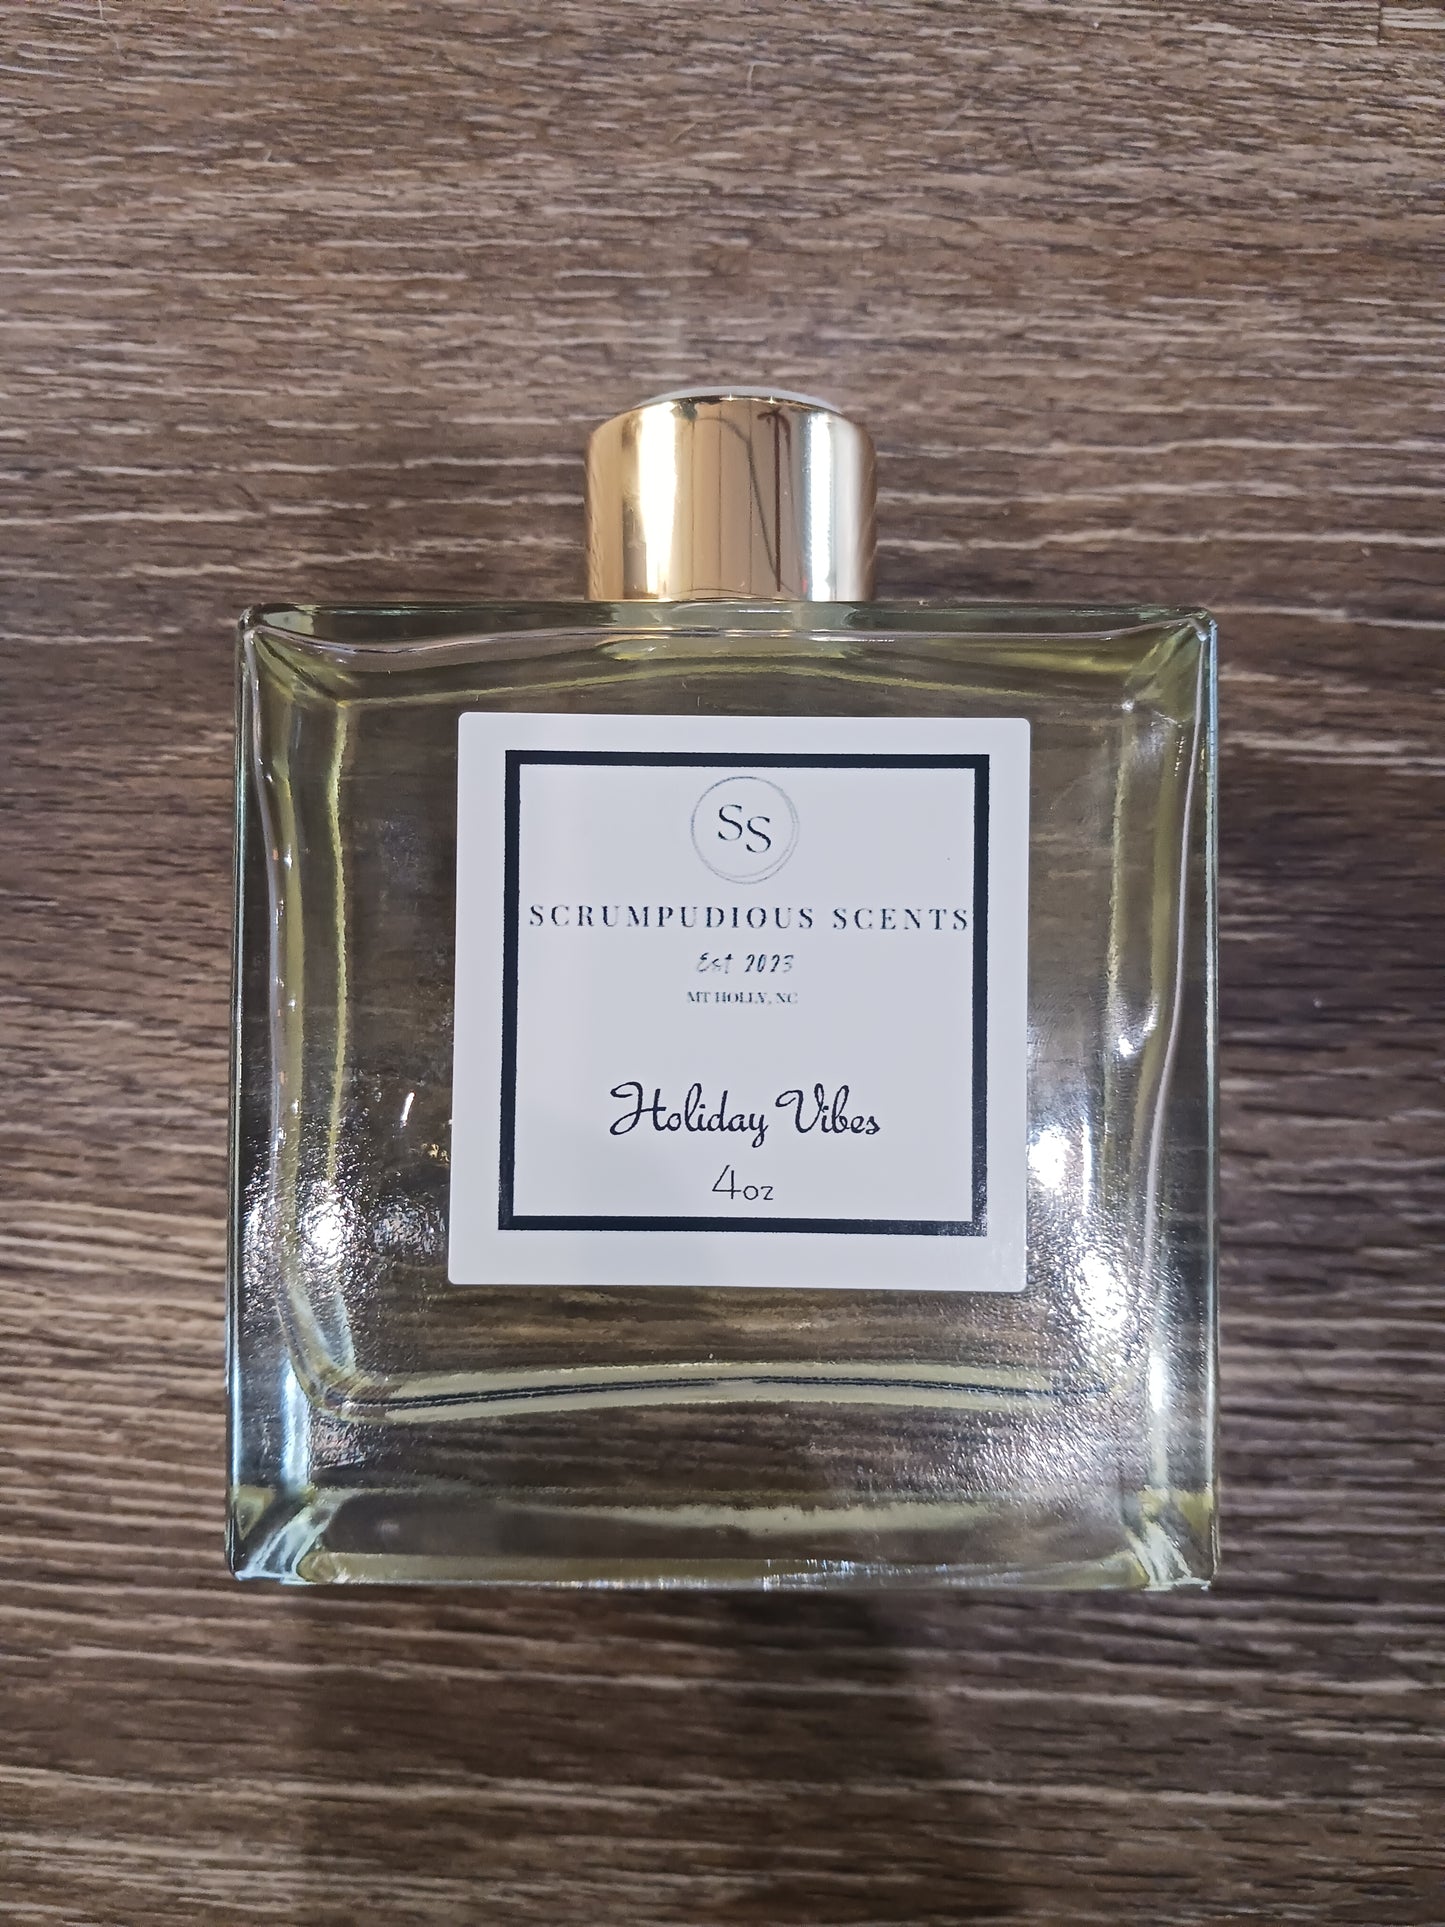 SS
SCRUMPUDIOUS SCENTS
Est 2023
MT HOLLY, NC
Holiday Vibes
4oz